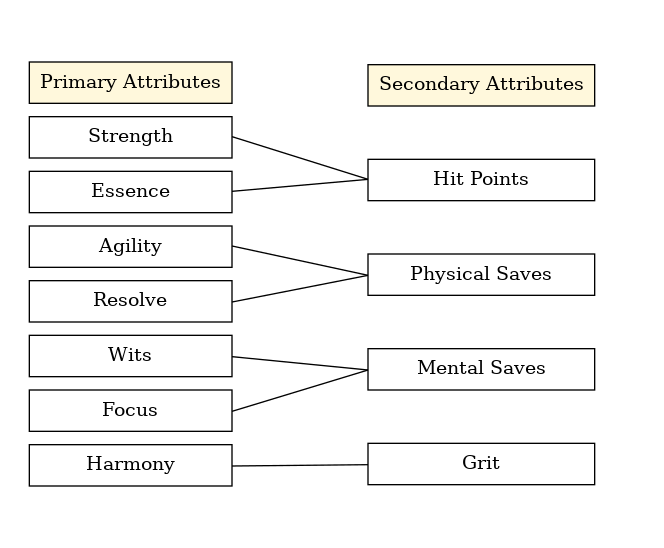 Primary Attributes
Strength
Essence
Agility
Resolve
Wits
Focus
Harmony
Secondary Attributes
Hit Points
Physical Saves
Mental Saves
Grit